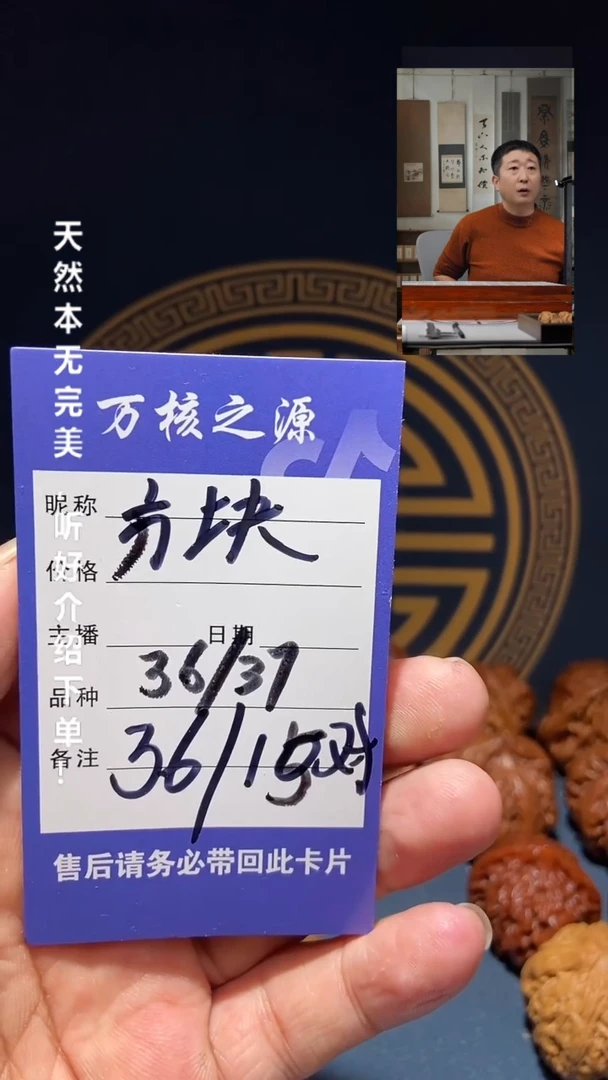 天然本无完美
听好介绍下单！
万核之源
昵称 方块
价格
主播 日期
品种 36/37
备注 36/15对
售后请务必带回此卡片